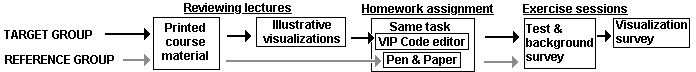 Reviewing lectures
Homework assignment
Exercise sessions
TARGET GROUP
REFERENCE GROUP
Printed
course
material
Illustrative
visualizations
Same task
VIP Code editor
Pen & Paper
Test &
background
survey
Visualization
survey